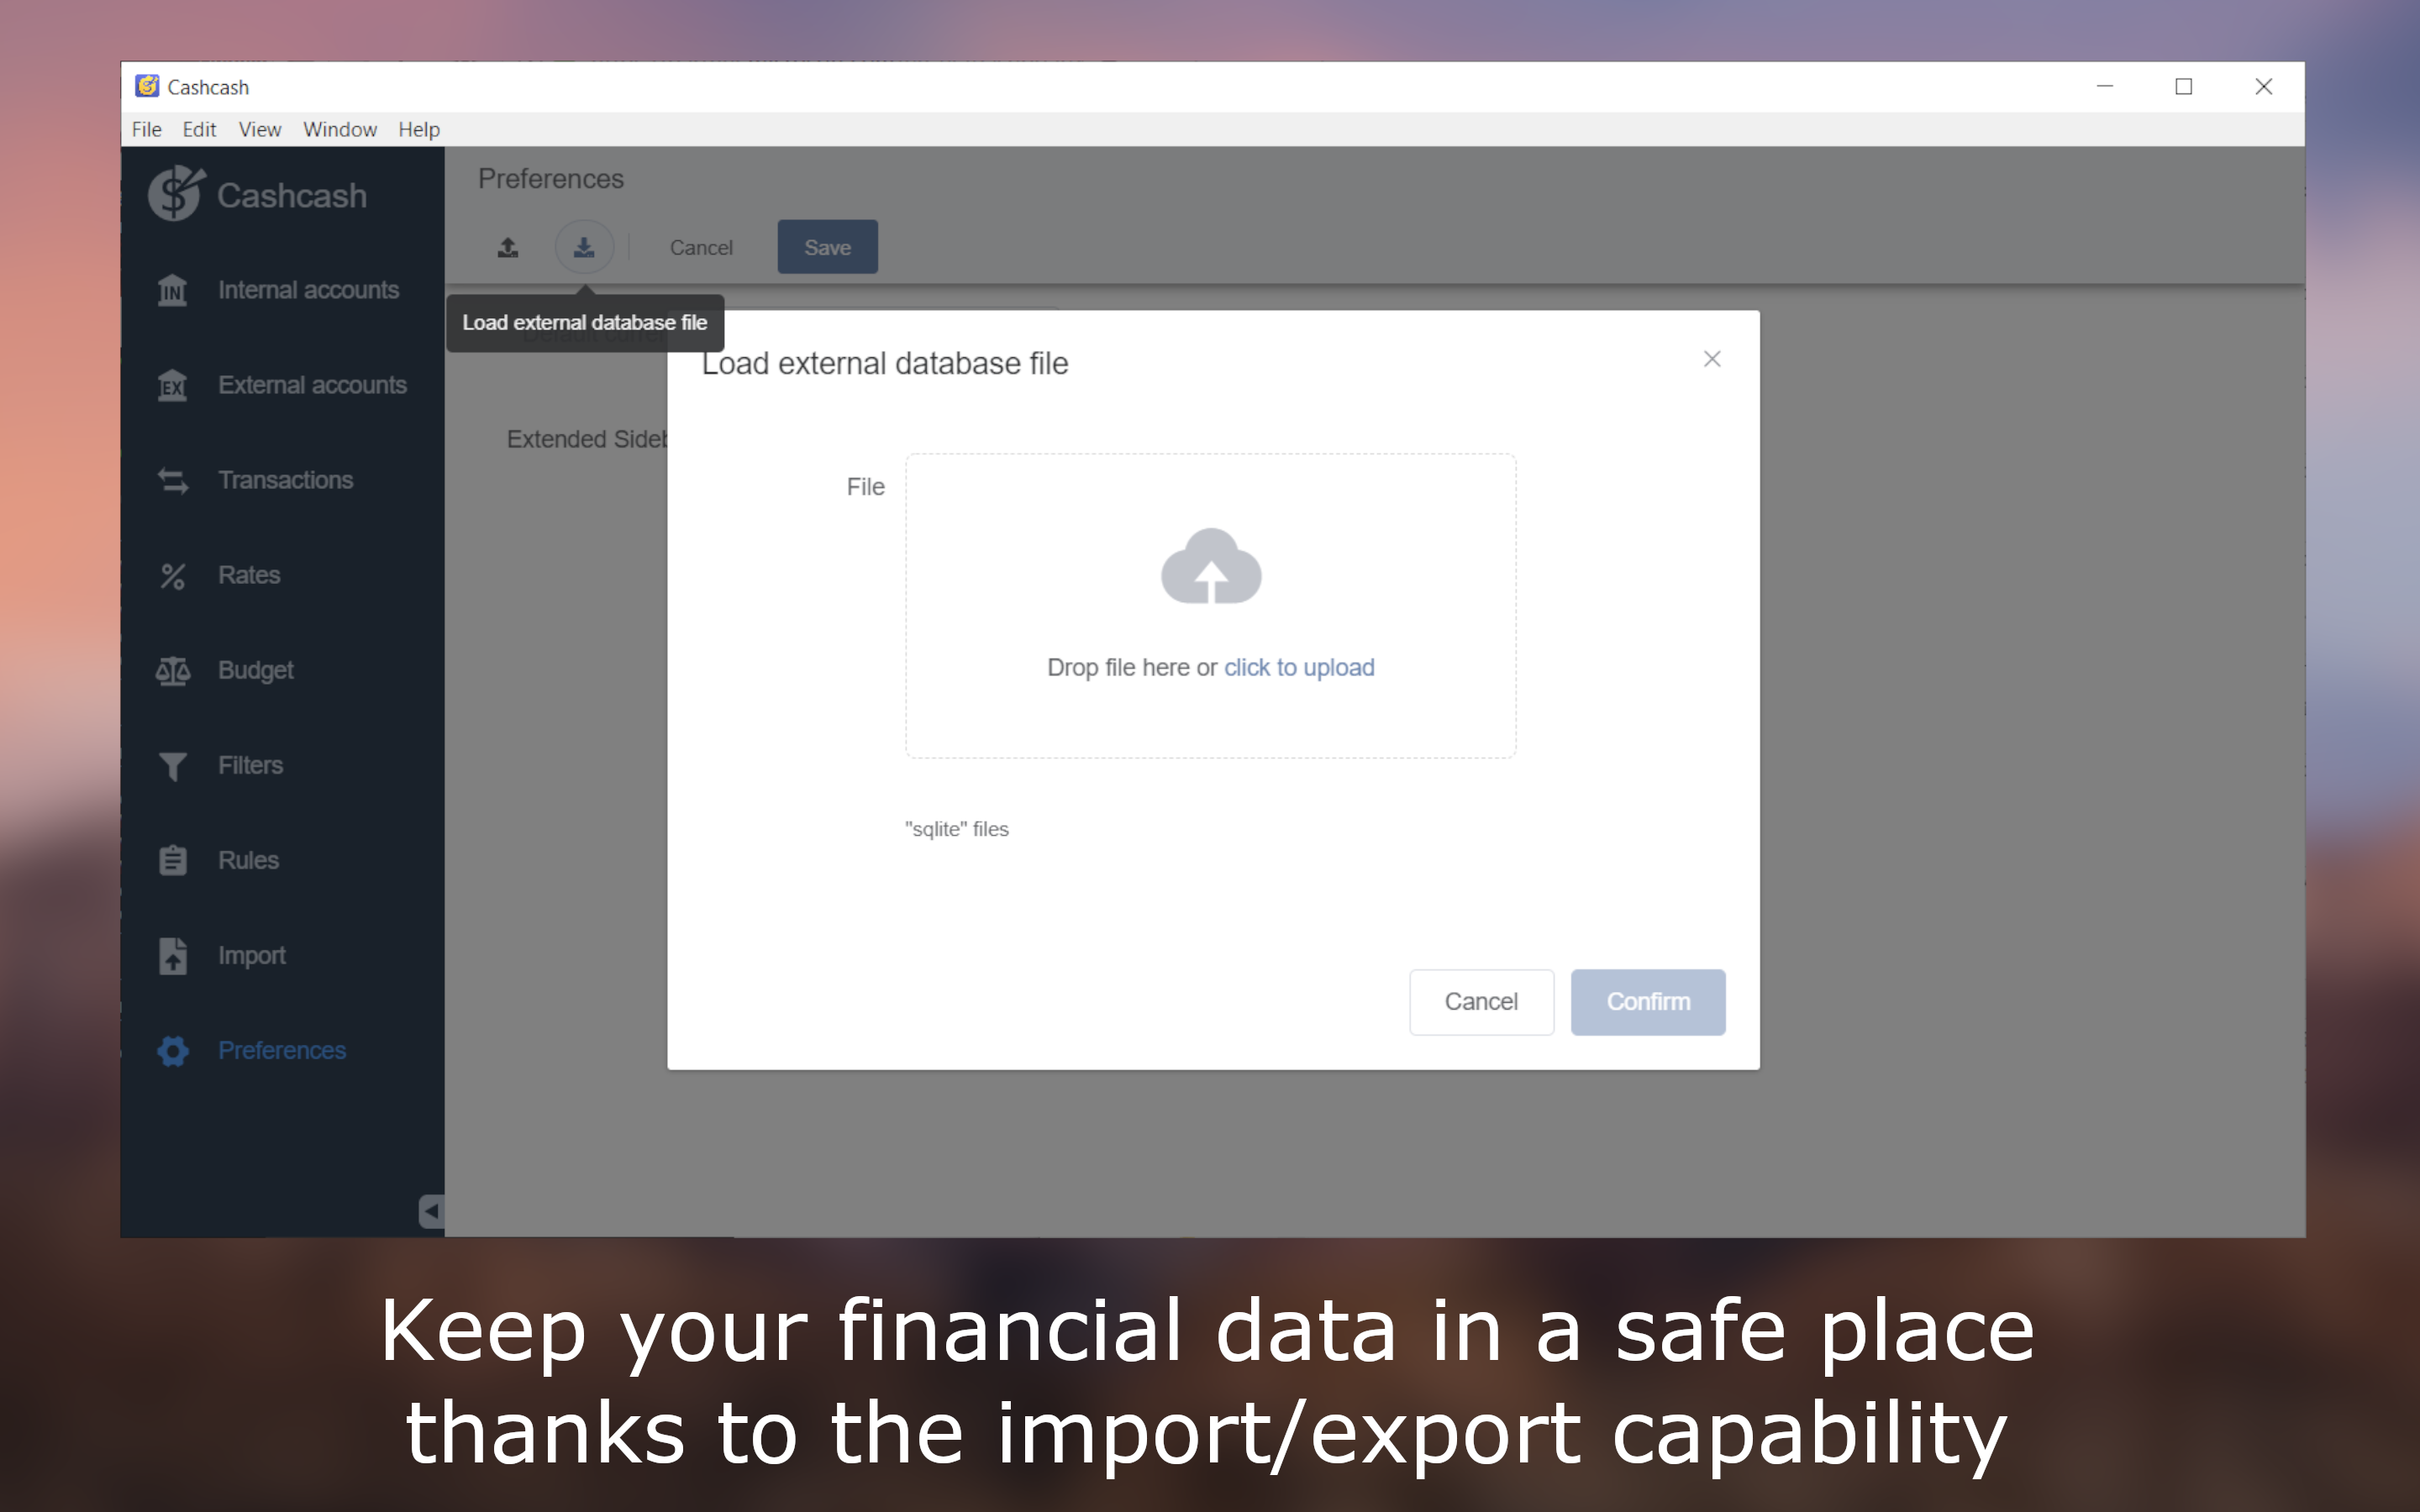 Cashcash
File Edit View Window Help
Cashcash
Preferences
Cancel Save
Load external database file
Internal accounts
External accounts
Transactions
Rates
Budget
Filters
Rules
Import
Preferences
Extended Sideb
Load external database file
File
Drop file here or click to upload
"sqlite" files
Cancel Confirm
Keep your financial data in a safe place
thanks to the import/export capability